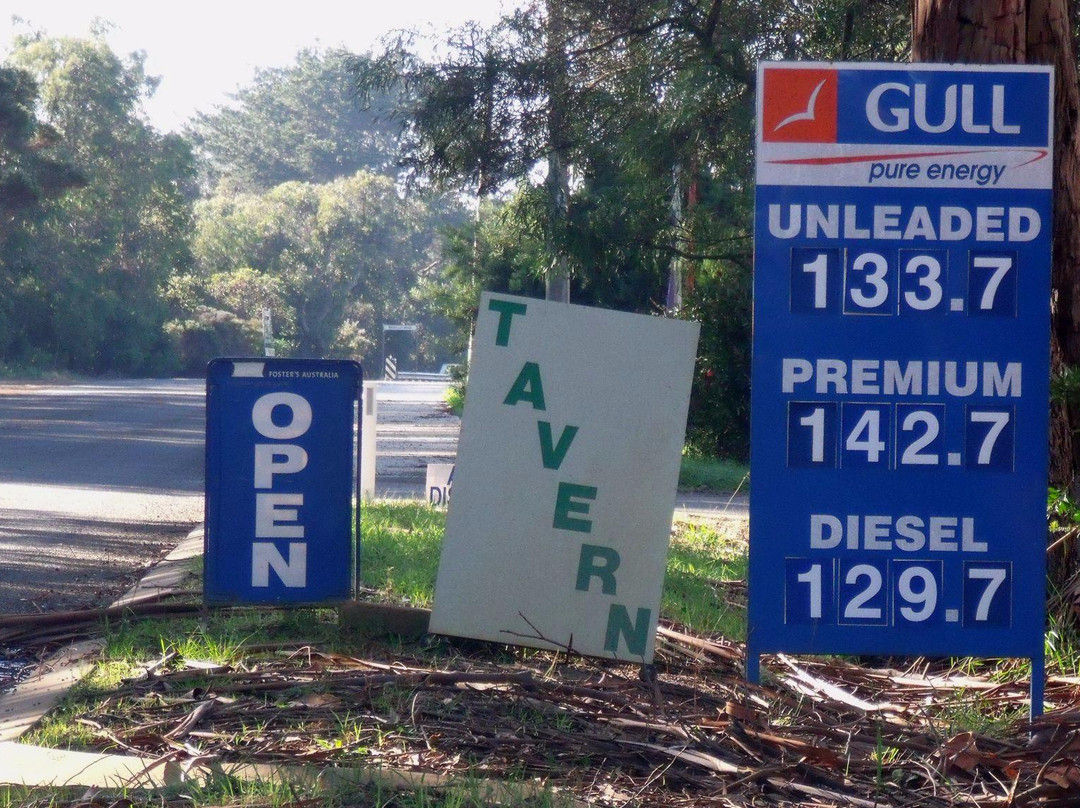 FOSTER'S AUSTRALIA
OPEN
TAVERN
GULL
pure energy
UNLEADED
133.7
PREMIUM
142.7
DIESEL
129.7